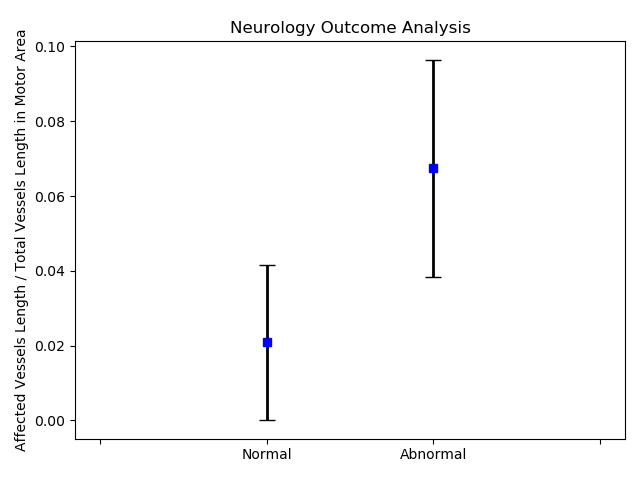 Neurology Outcome Analysis
Affected Vessels Length / Total Vessels Length in Motor Area
0.10
0.08
0.06
0.04
0.02
0.00
Normal
Abnormal